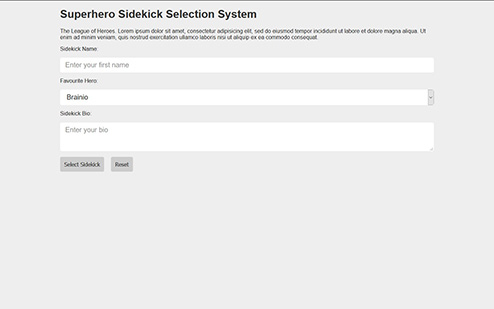 Superhero Sidekick Selection System
The League of Heroes. Lorem ipsum dolor sit amet, consectetur adipisicing elit, sed do eiusmod tempor incididunt ut labore et dolore magna aliqua. Ut
enim ad minim veniam, quis nostrud exercitation ullamco laboris nisi ut aliquip ex ea commodo consequat.
Sidekick Name:
Enter your first name
Favourite Hero:
Brainio
Sidekick Bio:
Enter your bio
Select Sidekick Reset